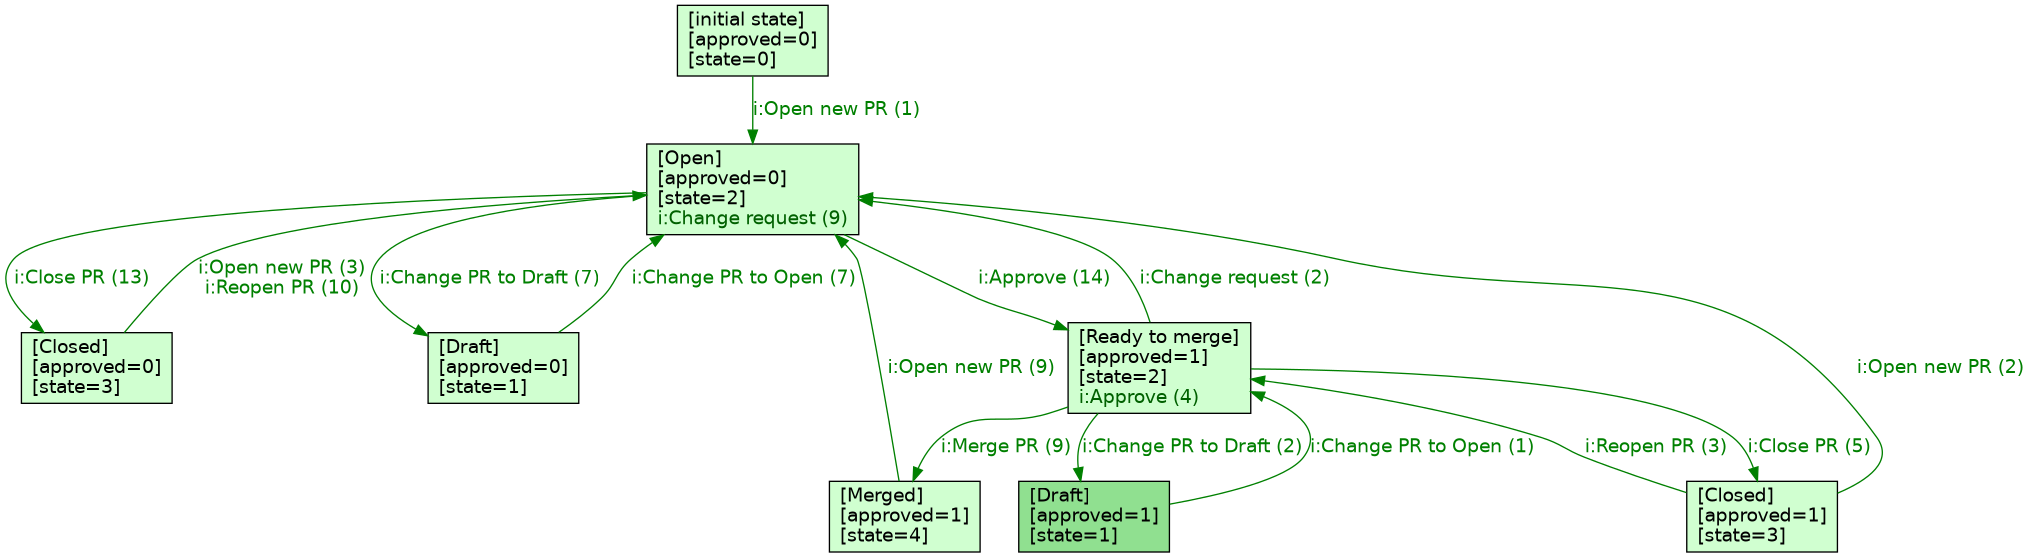 [initial state]
[approved=0]
[state=0]
i:Open new PR (1)
[Open]
[approved=0]
[state=2]
i:Change request (9)
i:Close PR (13)
i:Open new PR (3)
i:Reopen PR (10)
i:Change PR to Draft (7)
i:Change PR to Open (7)
i:Approve (14)
i:Change request (2)
[Closed]
[approved=0]
[state=3]
[Draft]
[approved=0]
[state=1]
i:Open new PR (9)
[Ready to merge]
[approved=1]
[state=2]
i:Approve (4)
i:Open new PR (2)
i:Merge PR (9)
i:Change PR to Draft (2)
i:Change PR to Open (1)
i:Reopen PR (3)
i:Close PR (5)
[Merged]
[approved=1]
[state=4]
[Draft]
[approved=1]
[state=1]
[Closed]
[approved=1]
[state=3]